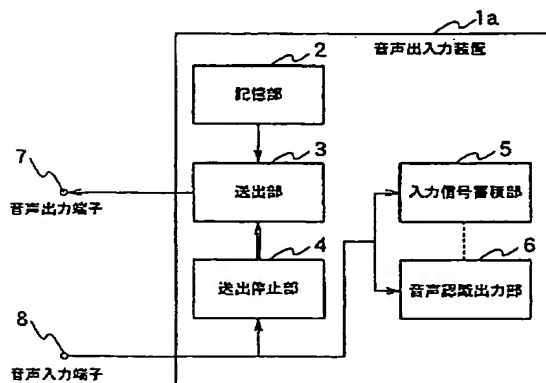 1a
音声出入力装置
2
記憶部
3
7
送出部
5
音声出力端子
入力信号蓄積部
4
6
送出停止部
音声認識出力部
8
音声入力端子